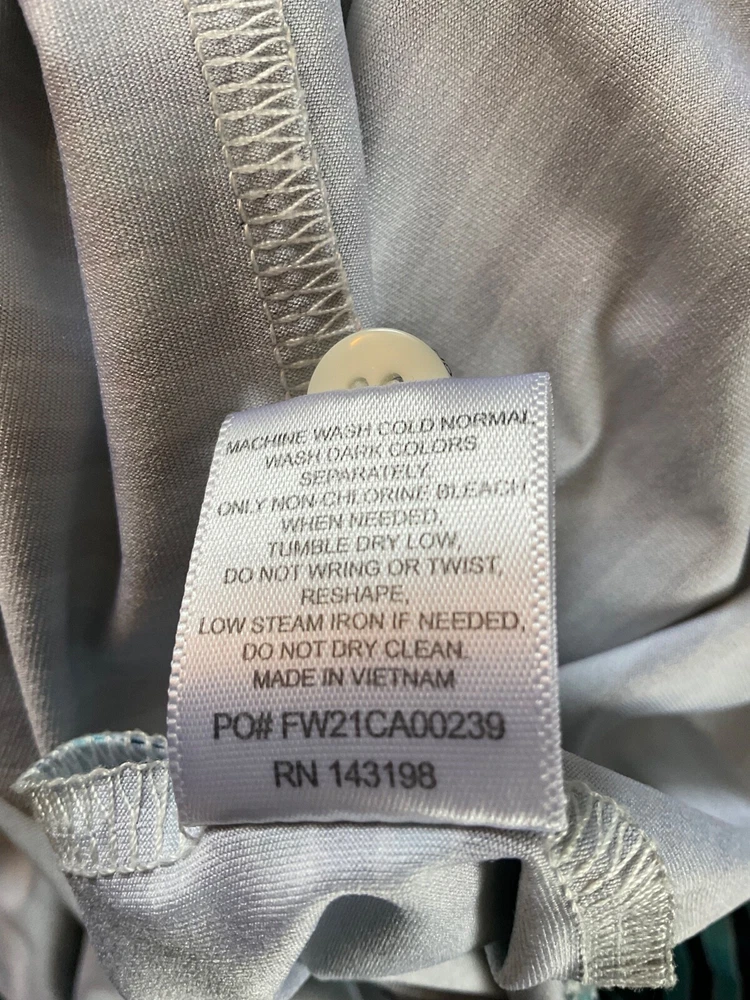 MACHINE WASH COLD NORMAL,
WASH DARK COLORS
SEPARATELY,
ONLY NON-CHLORINE BLEACH
WHEN NEEDED,
TUMBLE DRY LOW,
DO NOT WRING OR TWIST,
RESHAPE,
LOW STEAM IRON IF NEEDED,
DO NOT DRY CLEAN.
MADE IN VIETNAM
PO# FW21CA00239
RN 143198